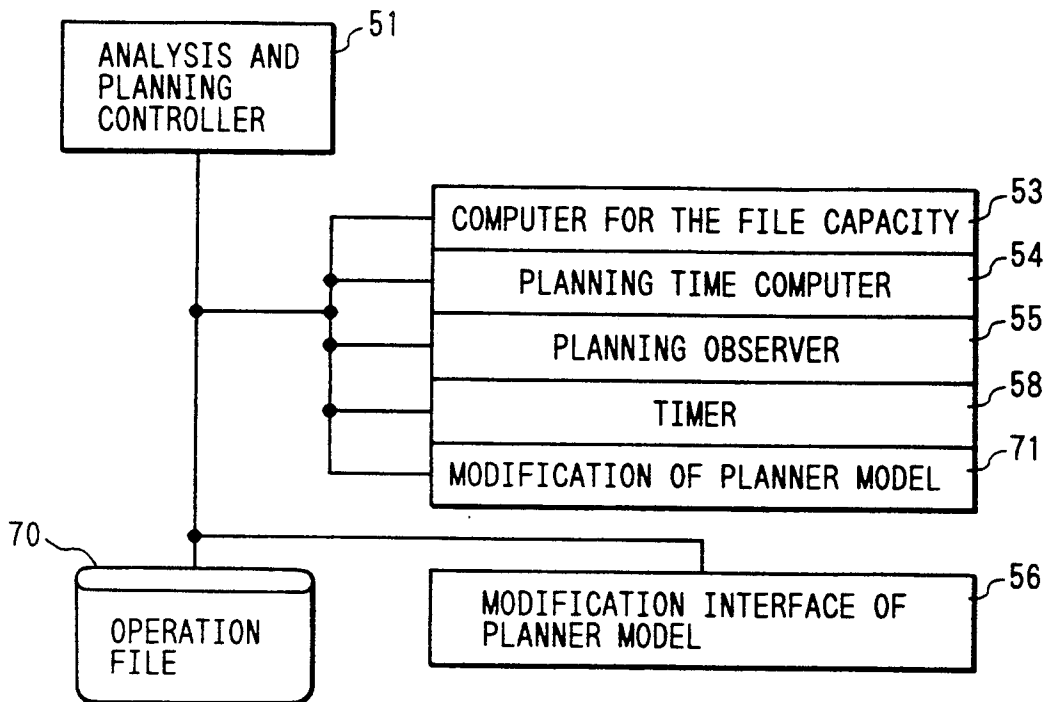 51
ANALYSIS AND
PLANNING
CONTROLLER
53
COMPUTER FOR THE FILE CAPACITY
54
PLANNING TIME COMPUTER
55
PLANNING OBSERVER
58
TIMER
71
MODIFICATION OF PLANNER MODEL
70
OPERATION
FILE
56
MODIFICATION INTERFACE OF
PLANNER MODEL